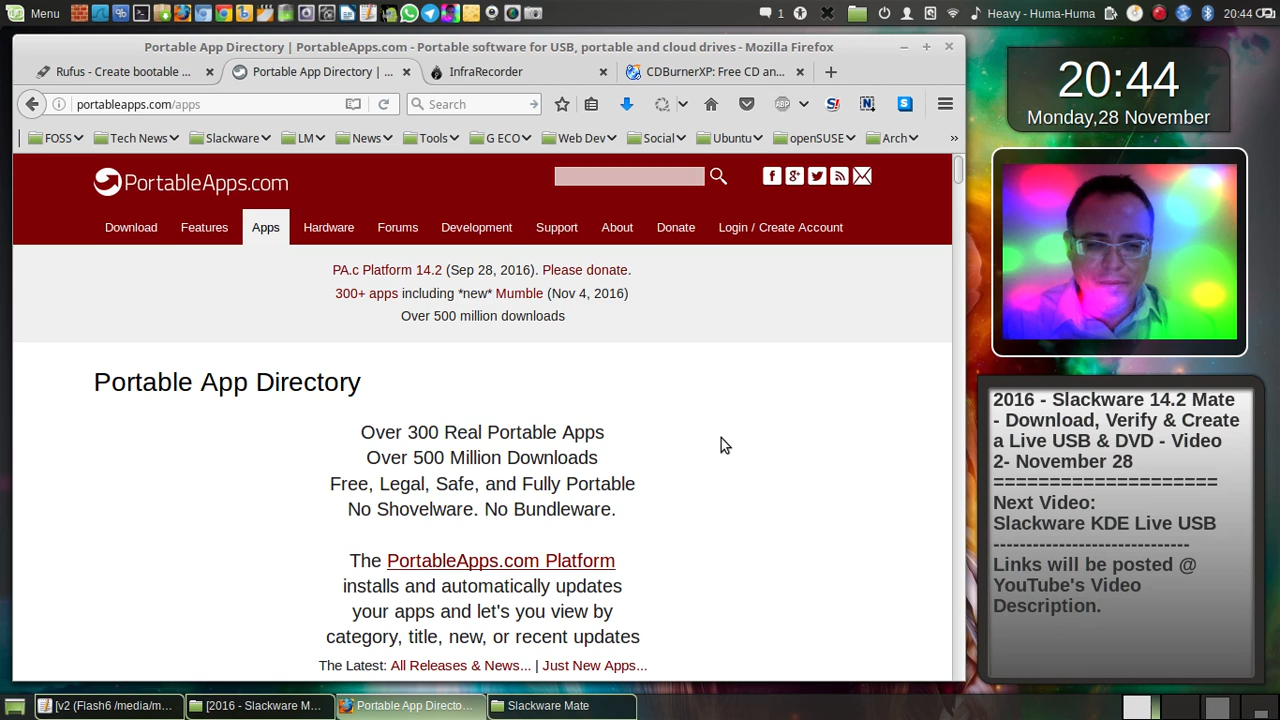 Menu
1
Heavy - Huma-Huma
20:44
Portable App Directory | PortableApps.com - Portable software for USB, portable and cloud drives - Mozilla Firefox
Rufus - Create bootable ...
Portable App Directory | ...
InfraRecorder
CDBurnerXP: Free CD an...
portableapps.com/apps
Search
ABP
FOSS
Tech News
Slackware
LM
News
Tools
G ECO
Web Dev
Social
Ubuntu
openSUSE
Arch
»
PortableApps.com
Download
Features
Apps
Hardware
Forums
Development
Support
About
Donate
Login / Create Account
PA.c Platform 14.2 (Sep 28, 2016). Please donate.
300+ apps including *new* Mumble (Nov 4, 2016)
Over 500 million downloads
Portable App Directory
Over 300 Real Portable Apps
Over 500 Million Downloads
Free, Legal, Safe, and Fully Portable
No Shovelware. No Bundleware.
The PortableApps.com Platform
installs and automatically updates
your apps and let's you view by
category, title, new, or recent updates
The Latest: All Releases & News... | Just New Apps...
20:44
Monday,28 November
2016 - Slackware 14.2 Mate
- Download, Verify & Create
a Live USB & DVD - Video
2- November 28
====================
Next Video:
Slackware KDE Live USB
----------------------------
Links will be posted @
YouTube's Video
Description.
[v2 (Flash6 /media/m...
[2016 - Slackware M...
Portable App Directo...
Slackware Mate